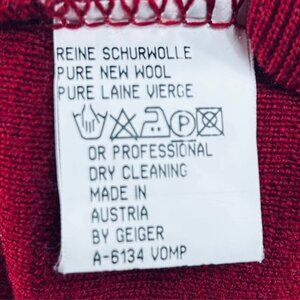 REINE SCHURWOLLE
PURE NEW WOOL
PURE LAINE VIERGE
P
OR PROFESSIONAL
DRY CLEANING
MADE IN
AUSTRIA
BY GEIGER
A-6134 VOMP